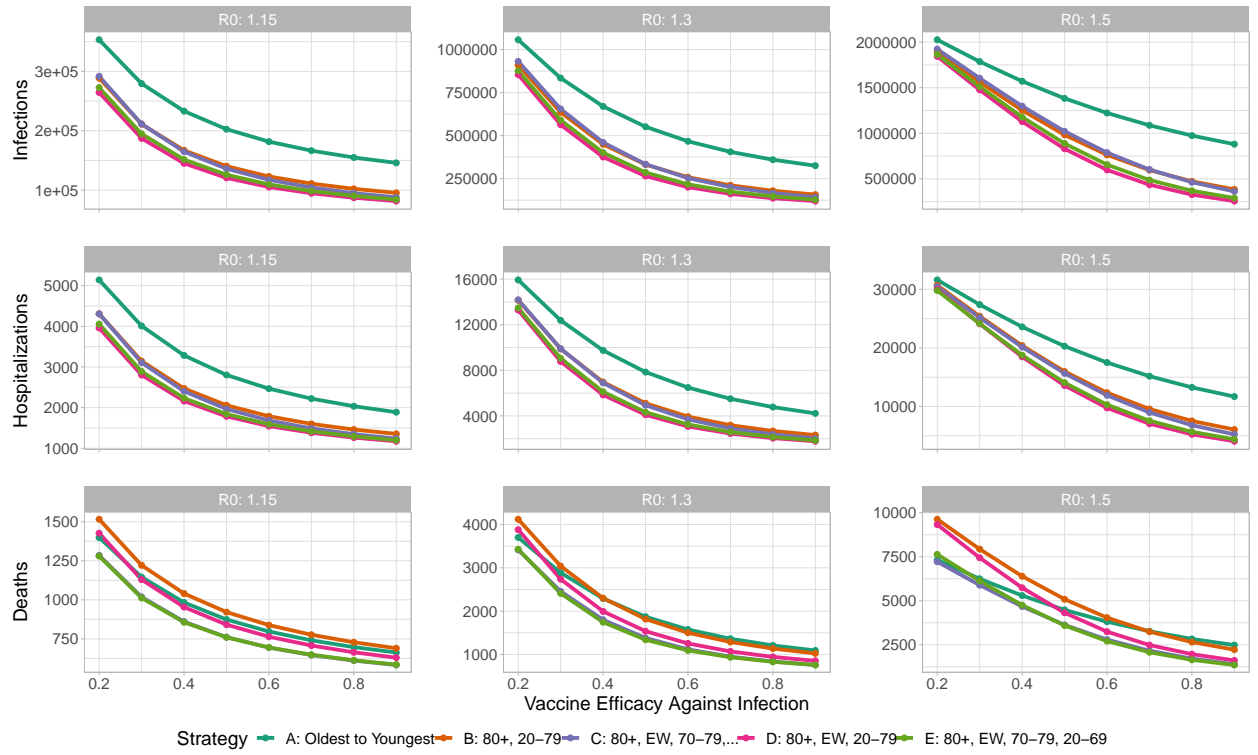 R0: 1.15 R0: 1.3 R0: 1.5
Infections
3e+05
2e+05
1e+05
1000000
750000
500000
250000
2000000
1500000
1000000
500000
R0: 1.15 R0: 1.3 R0: 1.5
Hospitalizations
5000
4000
3000
2000
1000
16000
12000
8000
4000
30000
20000
10000
R0: 1.15 R0: 1.3 R0: 1.5
Deaths
1500
1250
1000
750
4000
3000
2000
1000
10000
7500
5000
2500
0.2 0.4 0.6 0.8 0.2 0.4 0.6 0.8 0.2 0.4 0.6 0.8
Vaccine Efficacy Against Infection
Strategy A: Oldest to Youngest B: 80+, 20−79 C: 80+, EW, 70−79,... D: 80+, EW, 20−79 E: 80+, EW, 70−79, 20−69